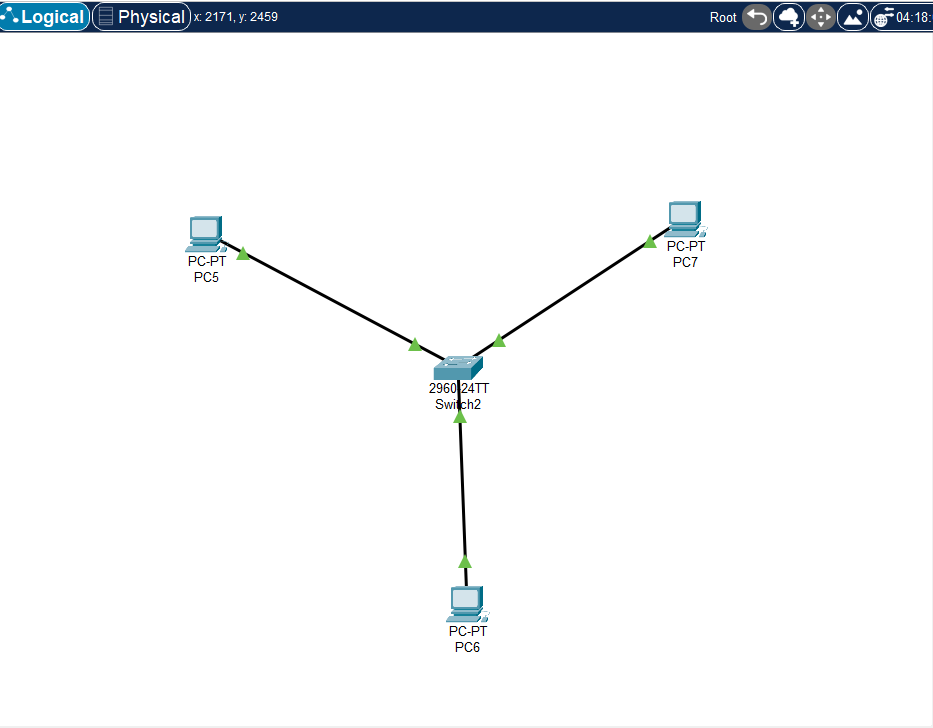 Logical Physical x: 2171, y: 2459 Root 04:18:
PC-PT
PC5
PC-PT
PC7
2960-24TT
Switch2
PC-PT
PC6